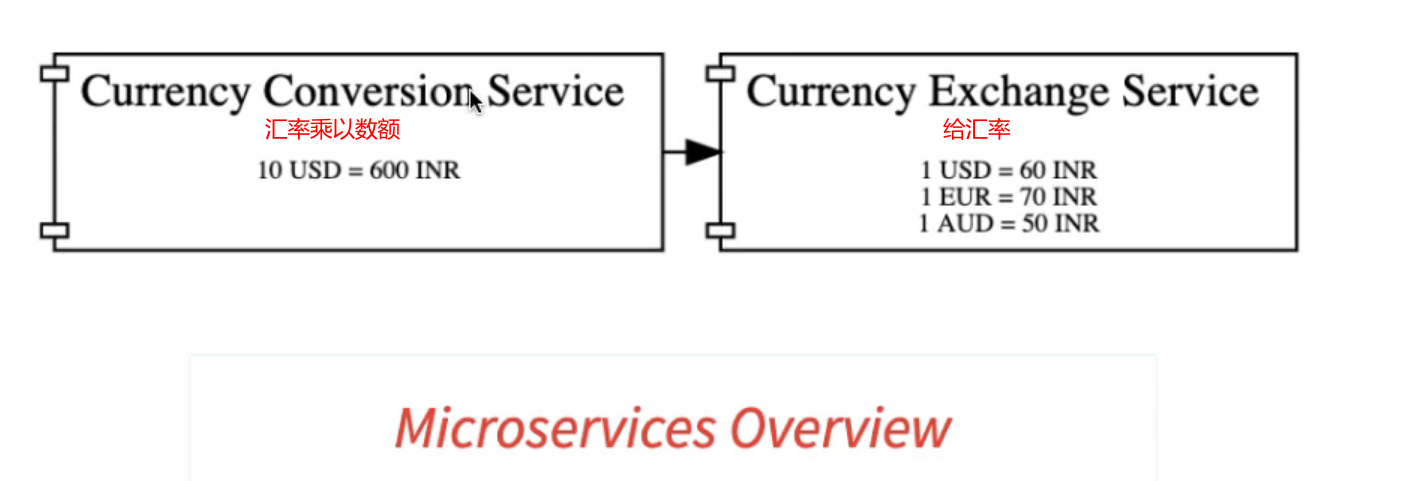 Currency Conversion Service
汇率乘以数额
10 USD = 600 INR
Currency Exchange Service
给汇率
1 USD = 60 INR
1 EUR = 70 INR
1 AUD = 50 INR
Microservices Overview